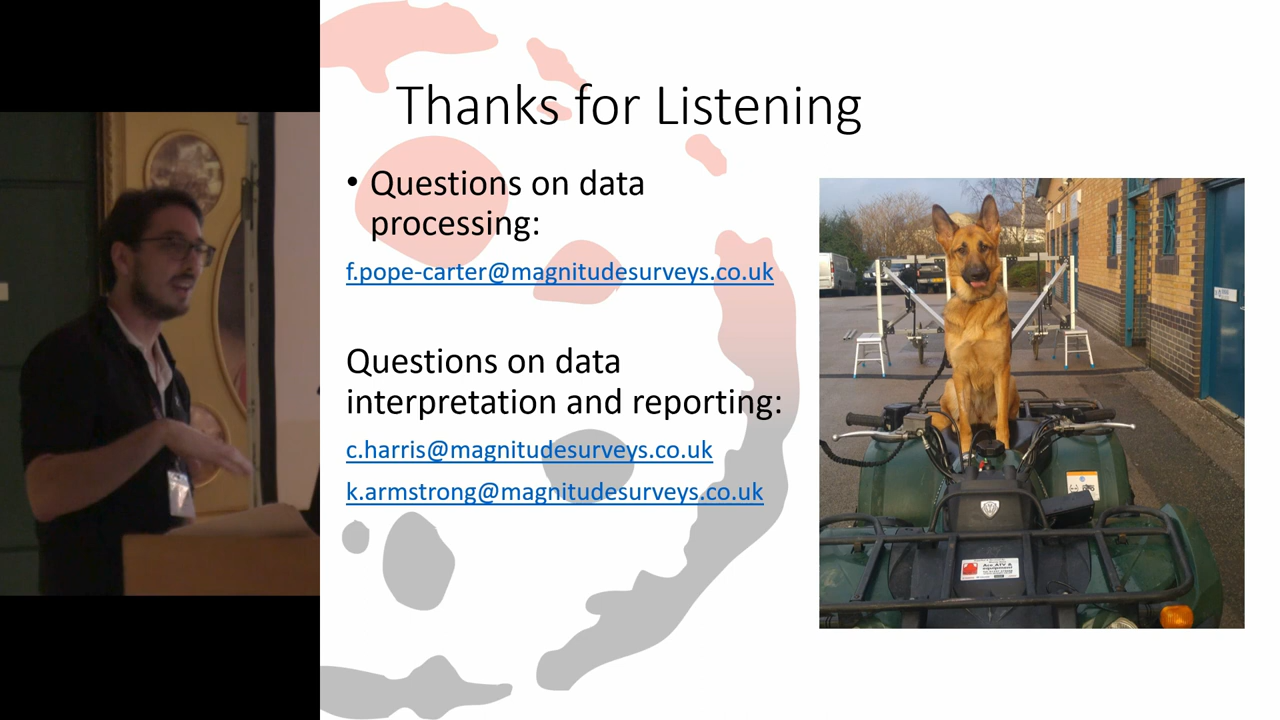 Thanks for Listening
• Questions on data
processing:
f.pope-carter@magnitudesurveys.co.uk
Questions on data
interpretation and reporting:
c.harris@magnitudesurveys.co.uk
k.armstrong@magnitudesurveys.co.uk